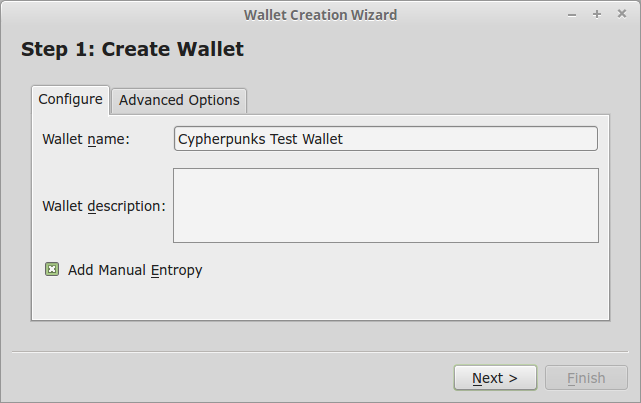 Wallet Creation Wizard
Step 1: Create Wallet
Configure Advanced Options
Wallet name: Cypherpunks Test Wallet
Wallet description:
Add Manual Entropy
Next > Finish